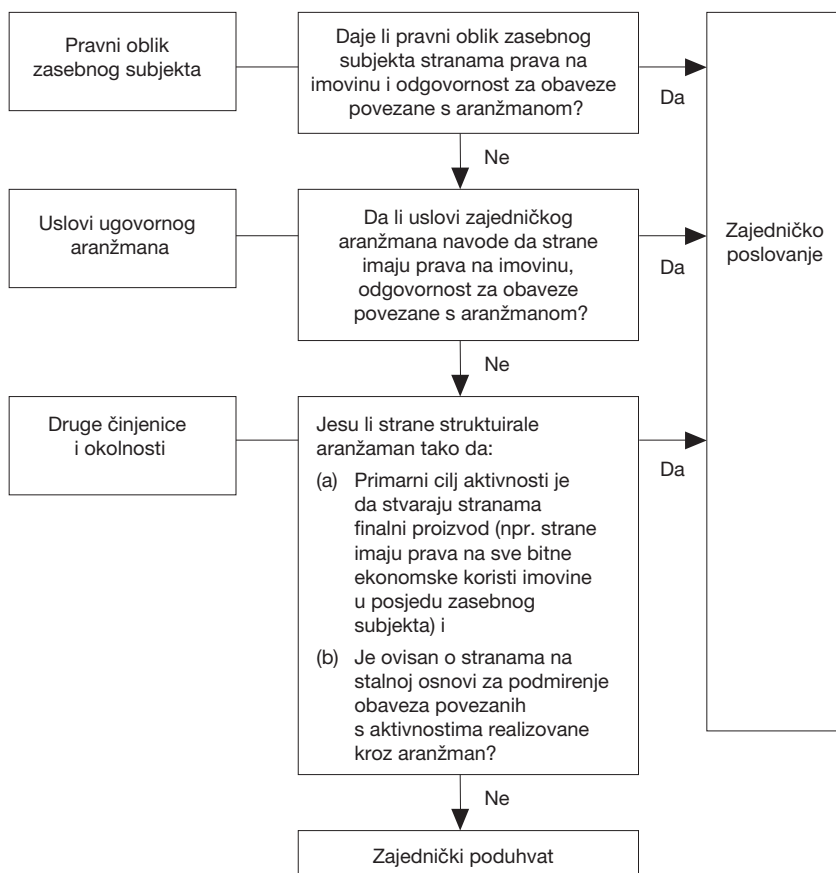 Pravni oblik
zasebnog subjekta
Daje li pravni oblik zasebnog
subjekta stranama prava na
imovinu i odgovornost za obaveze
povezane s aranžmanom?
Da
Ne
Uslovi ugovornog
aranžmana
Da li uslovi zajedničkog
aranžmana navode da strane
imaju prava na imovinu,
odgovornost za obaveze
povezane s aranžmanom?
Da
Zajedničko
poslovanje
Ne
Druge činjenice
i okolnosti
Jesu li strane struktuirale
aranžaman tako da:
(a) Primarni cilj aktivnosti je
da stvaraju stranama
finalni proizvod (npr. strane
imaju prava na sve bitne
ekonomske koristi imovine
u posjedu zasebnog
subjekta) i
(b) Je ovisan o stranama na
stalnoj osnovi za podmirenje
obaveza povezanih
s aktivnostima realizovane
kroz aranžman?
Da
Ne
Zajednički poduhvat